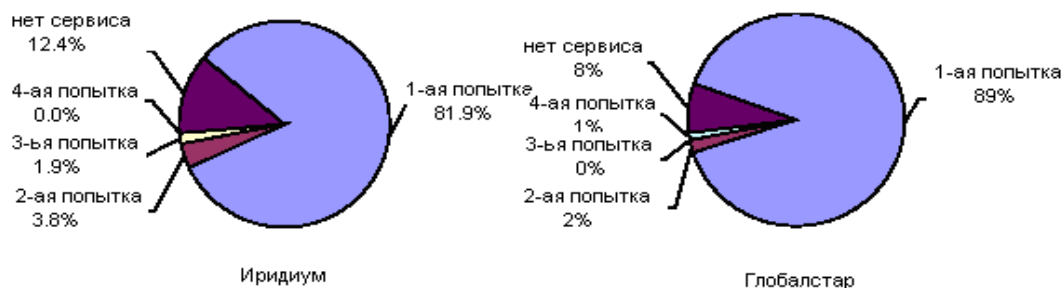 нет сервиса
12.4%
4-ая попытка
0.0%
3-ья попытка
1.9%
2-ая попытка
3.8%
1-ая попытка
81.9%
Иридиум
нет сервиса
8%
4-ая попытка
1%
3-ья попытка
0%
2-ая попытка
2%
1-ая попытка
89%
Глобалстар